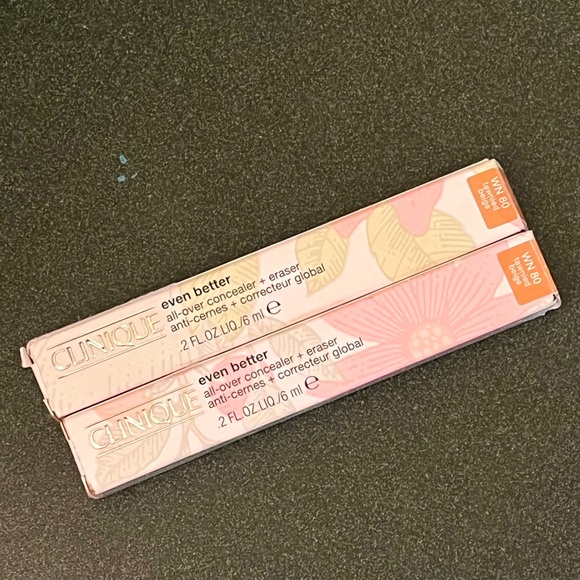 CLINIQUE
even better
all-over concealer + eraser
anti-cernes + correcteur global
.2 FL.OZ.LIQ./6 ml e
WN 80
tawnied
beige
CLINIQUE
even better
all-over concealer + eraser
anti-cernes + correcteur global
.2 FL.OZ.LIQ./6 ml e
WN 80
tawnied
beige